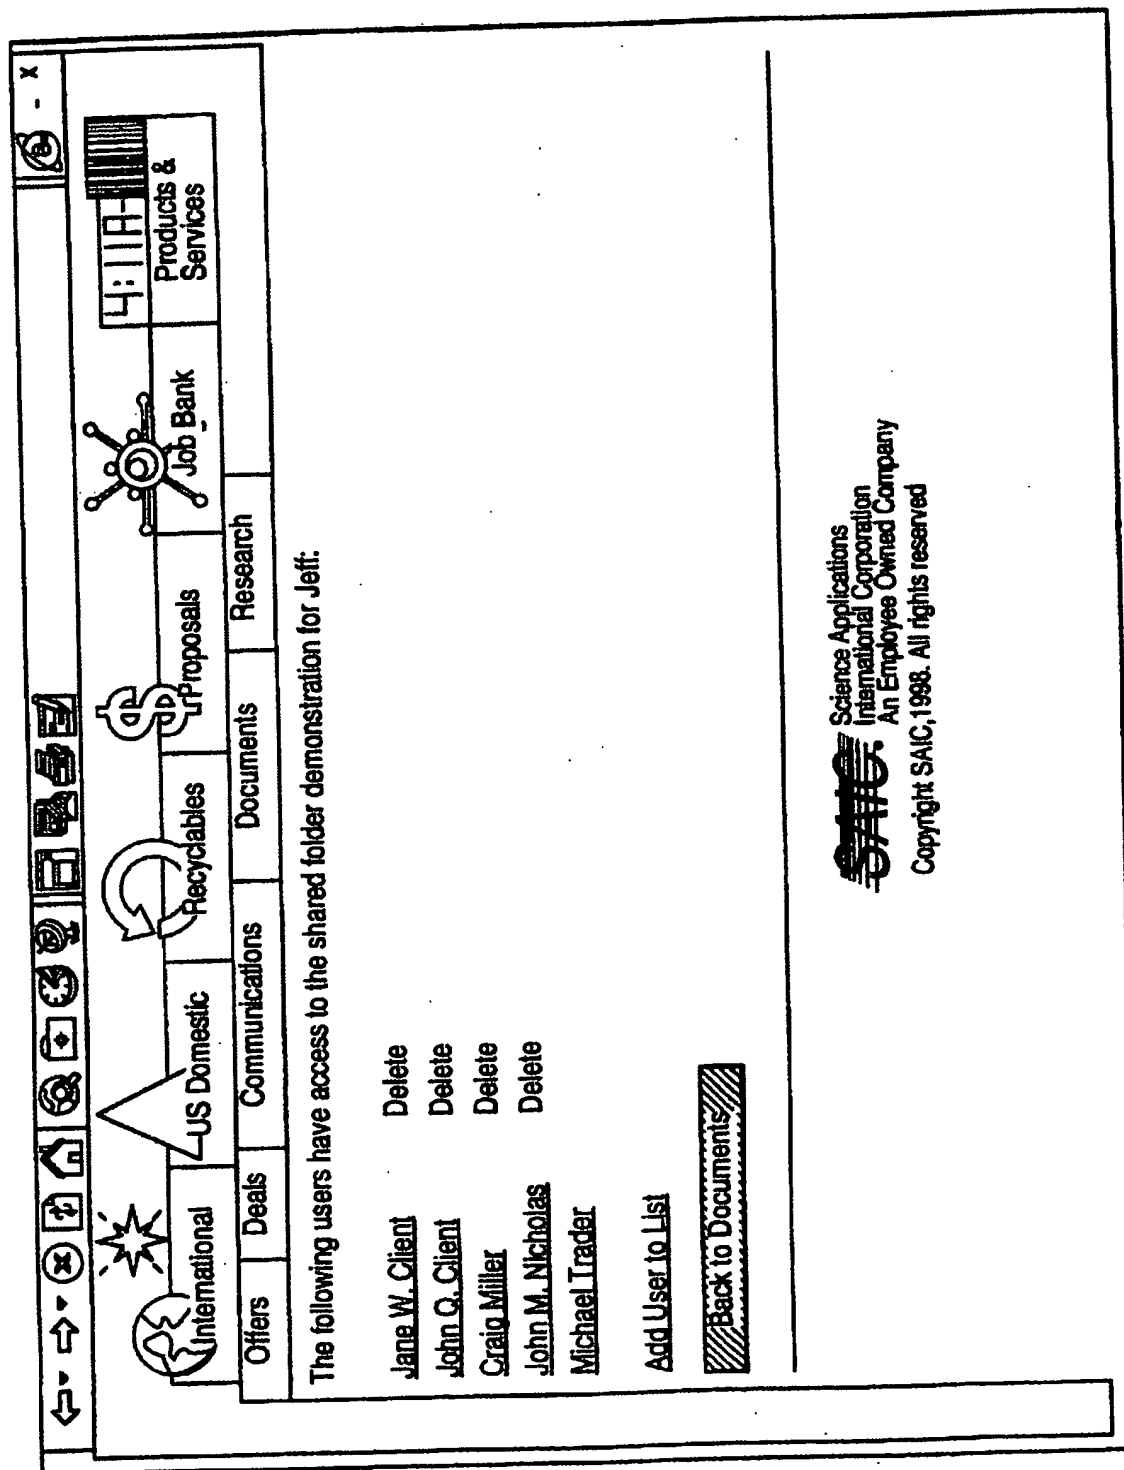 4:11A
International
US Domestic
Recyclables
Proposals
Job Bank
Products &
Services
Offers
Deals
Communications
Documents
Research
The following users have access to the shared folder demonstration for Jeff:
Jane W. Client Delete
John Q. Client Delete
Craig Miller Delete
John M. Nicholas Delete
Michael Trader
Add User to List
Back to Documents
SAIC.
Science Applications
International Corporation
An Employee Owned Company
Copyright SAIC,1998. All rights reserved